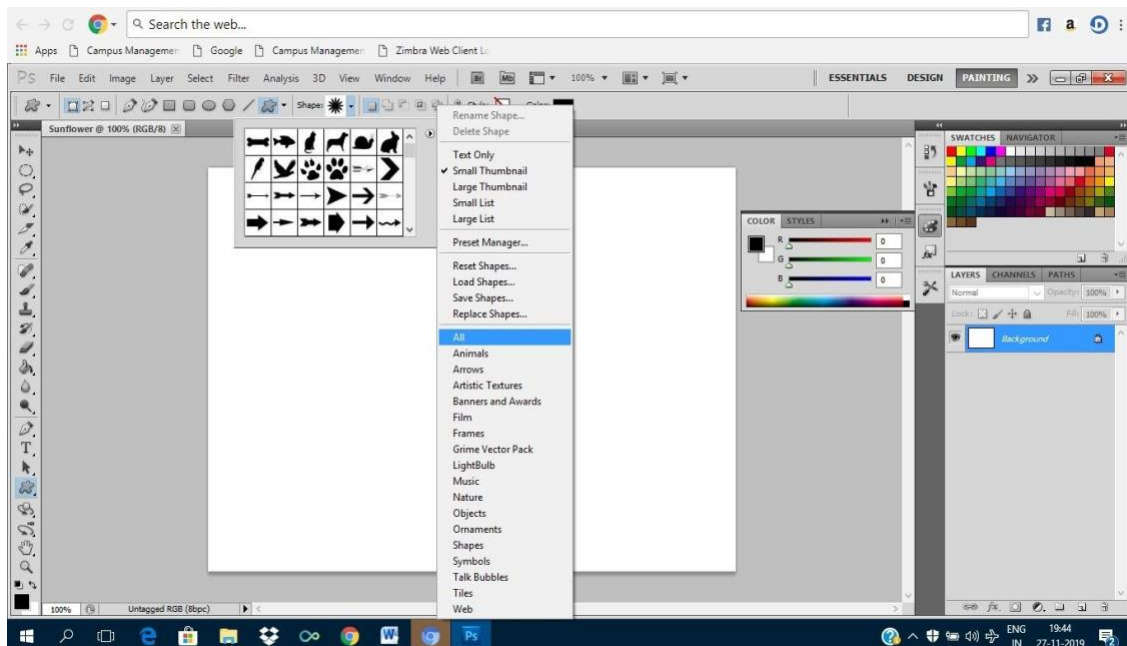 Search the web...
Apps Campus Managemen Google Campus Managemen Zimbra Web Client Lo
Ps File Edit Image Layer Select Filter Analysis 3D View Window Help Br Mb 100% ESSENTIALS DESIGN PAINTING
Shape:
Sunflower @ 100% (RGB/8)
Rename Shape...
Delete Shape
Text Only
Small Thumbnail
Large Thumbnail
Small List
Large List
Preset Manager...
Reset Shapes...
Load Shapes...
Save Shapes...
Replace Shapes...
All
Animals
Arrows
Artistic Textures
Banners and Awards
Film
Frames
Grime Vector Pack
LightBulb
Music
Nature
Objects
Ornaments
Shapes
Symbols
Talk Bubbles
Tiles
Web
COLOR STYLES
R 0
G 0
B 0
SWATCHES NAVIGATOR
LAYERS CHANNELS PATHS
Normal Opacity: 100%
Lock: Fill: 100%
Background
100% Untagged RGB (8bpc)
Ps
ENG 19:44
IN 27-11-2019
2